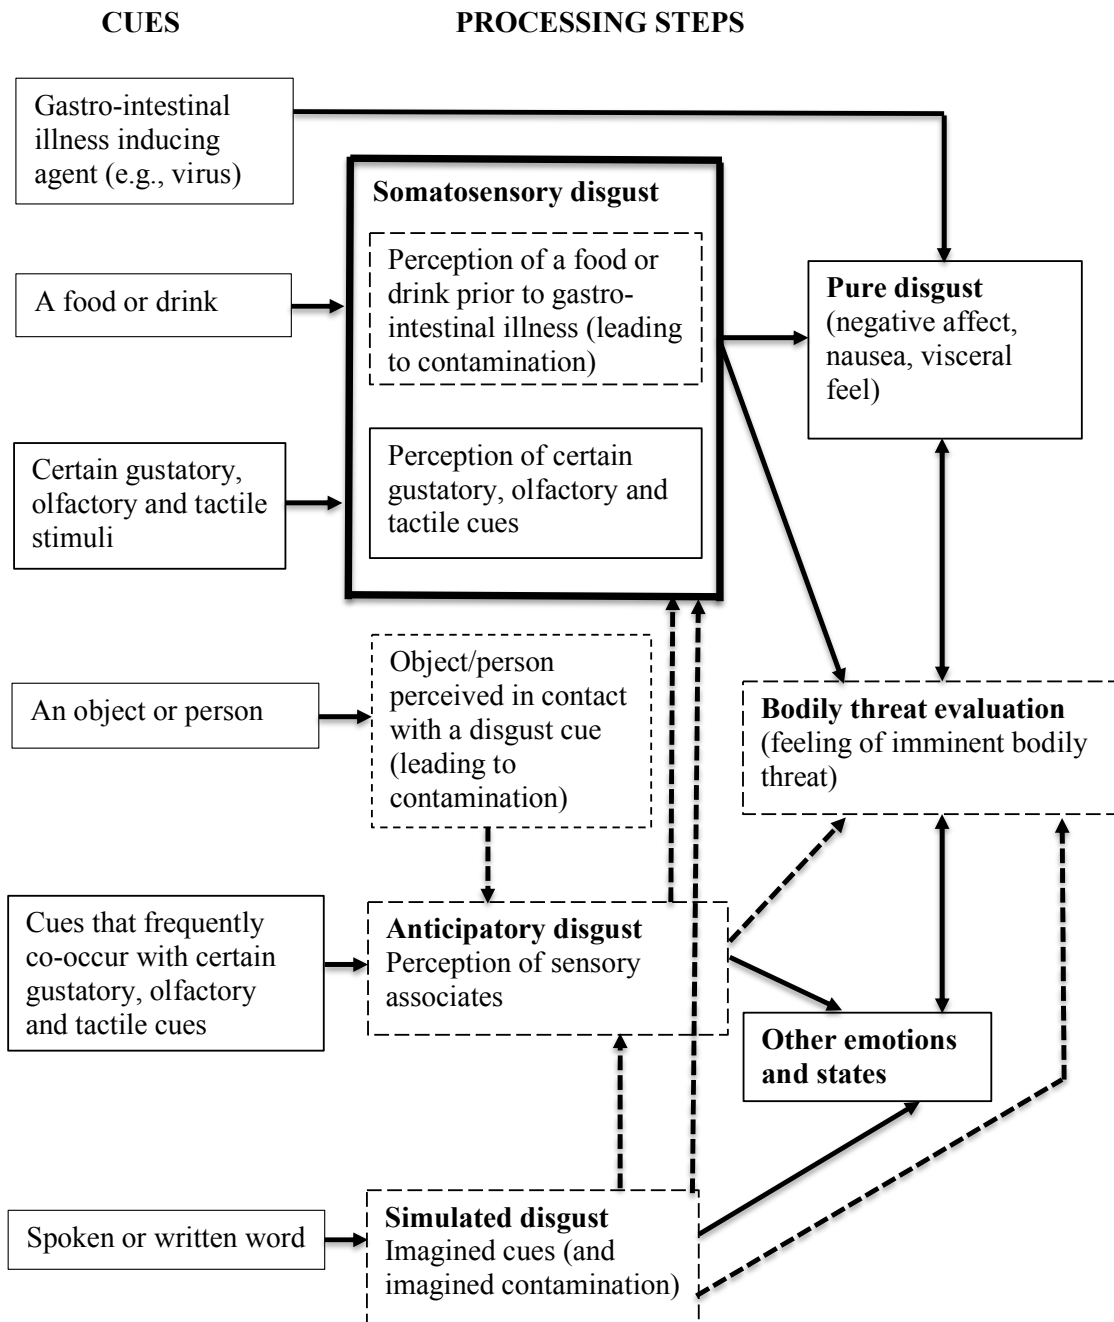 CUES
PROCESSING STEPS
Gastro-intestinal
illness inducing
agent (e.g., virus)
Somatosensory disgust
Perception of a food or
drink prior to gastro-
intestinal illness (leading
to contamination)
A food or drink
Pure disgust
(negative affect,
nausea, visceral
feel)
Certain gustatory,
olfactory and tactile
stimuli
Perception of certain
gustatory, olfactory and
tactile cues
An object or person
Object/person
perceived in contact
with a disgust cue
(leading to
contamination)
Bodily threat evaluation
(feeling of imminent bodily
threat)
Cues that frequently
co-occur with certain
gustatory, olfactory
and tactile cues
Anticipatory disgust
Perception of sensory
associates
Other emotions
and states
Spoken or written word
Simulated disgust
Imagined cues (and
imagined contamination)